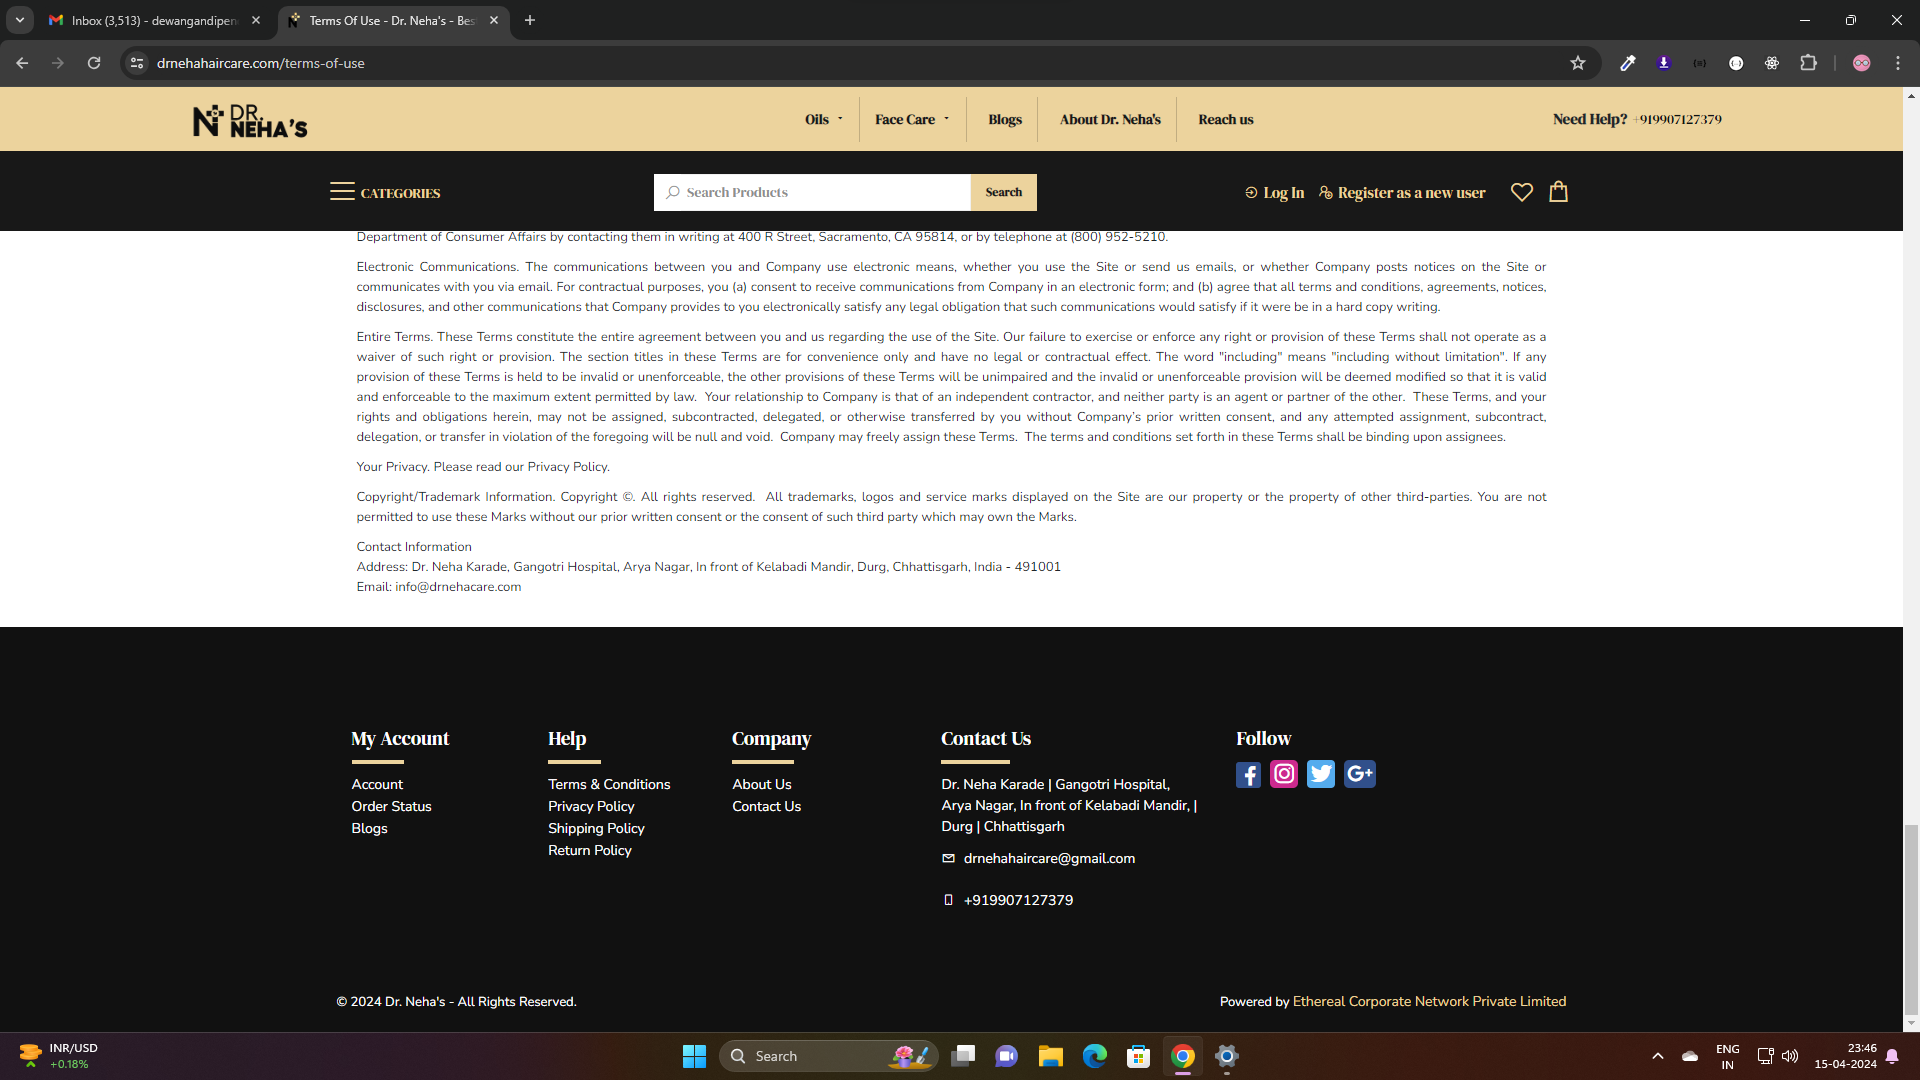 Inbox (3,513) - dewangandipen
Terms Of Use - Dr. Neha's - Bes
drnehahaircare.com/terms-of-use
DR. NEHA'S
Oils
Face Care
Blogs
About Dr. Neha's
Reach us
Need Help? +919907127379
CATEGORIES
Search Products
Search
Log In
Register as a new user
Department of Consumer Affairs by contacting them in writing at 400 R Street, Sacramento, CA 95814, or by telephone at (800) 952-5210.
Electronic Communications. The communications between you and Company use electronic means, whether you use the Site or send us emails, or whether Company posts notices on the Site or
communicates with you via email. For contractual purposes, you (a) consent to receive communications from Company in an electronic form; and (b) agree that all terms and conditions, agreements, notices,
disclosures, and other communications that Company provides to you electronically satisfy any legal obligation that such communications would satisfy if it were be in a hard copy writing.
Entire Terms. These Terms constitute the entire agreement between you and us regarding the use of the Site. Our failure to exercise or enforce any right or provision of these Terms shall not operate as a
waiver of such right or provision. The section titles in these Terms are for convenience only and have no legal or contractual effect. The word "including" means "including without limitation". If any
provision of these Terms is held to be invalid or unenforceable, the other provisions of these Terms will be unimpaired and the invalid or unenforceable provision will be deemed modified so that it is valid
and enforceable to the maximum extent permitted by law.  Your relationship to Company is that of an independent contractor, and neither party is an agent or partner of the other.  These Terms, and your
rights and obligations herein, may not be assigned, subcontracted, delegated, or otherwise transferred by you without Company's prior written consent, and any attempted assignment, subcontract,
delegation, or transfer in violation of the foregoing will be null and void.  Company may freely assign these Terms.  The terms and conditions set forth in these Terms shall be binding upon assignees.
Your Privacy. Please read our Privacy Policy.
Copyright/Trademark Information. Copyright ©. All rights reserved.  All trademarks, logos and service marks displayed on the Site are our property or the property of other third-parties. You are not
permitted to use these Marks without our prior written consent or the consent of such third party which may own the Marks.
Contact Information
Address: Dr. Neha Karade, Gangotri Hospital, Arya Nagar, In front of Kelabadi Mandir, Durg, Chhattisgarh, India - 491001
Email: info@drnehacare.com
My Account
Account
Order Status
Blogs
Help
Terms & Conditions
Privacy Policy
Shipping Policy
Return Policy
Company
About Us
Contact Us
Contact Us
Dr. Neha Karade | Gangotri Hospital,
Arya Nagar, In front of Kelabadi Mandir, |
Durg | Chhattisgarh
drnehahaircare@gmail.com
+919907127379
Follow
© 2024 Dr. Neha's - All Rights Reserved.
Powered by Ethereal Corporate Network Private Limited
INR/USD
+0.18%
Search
ENG
IN
23:46
15-04-2024